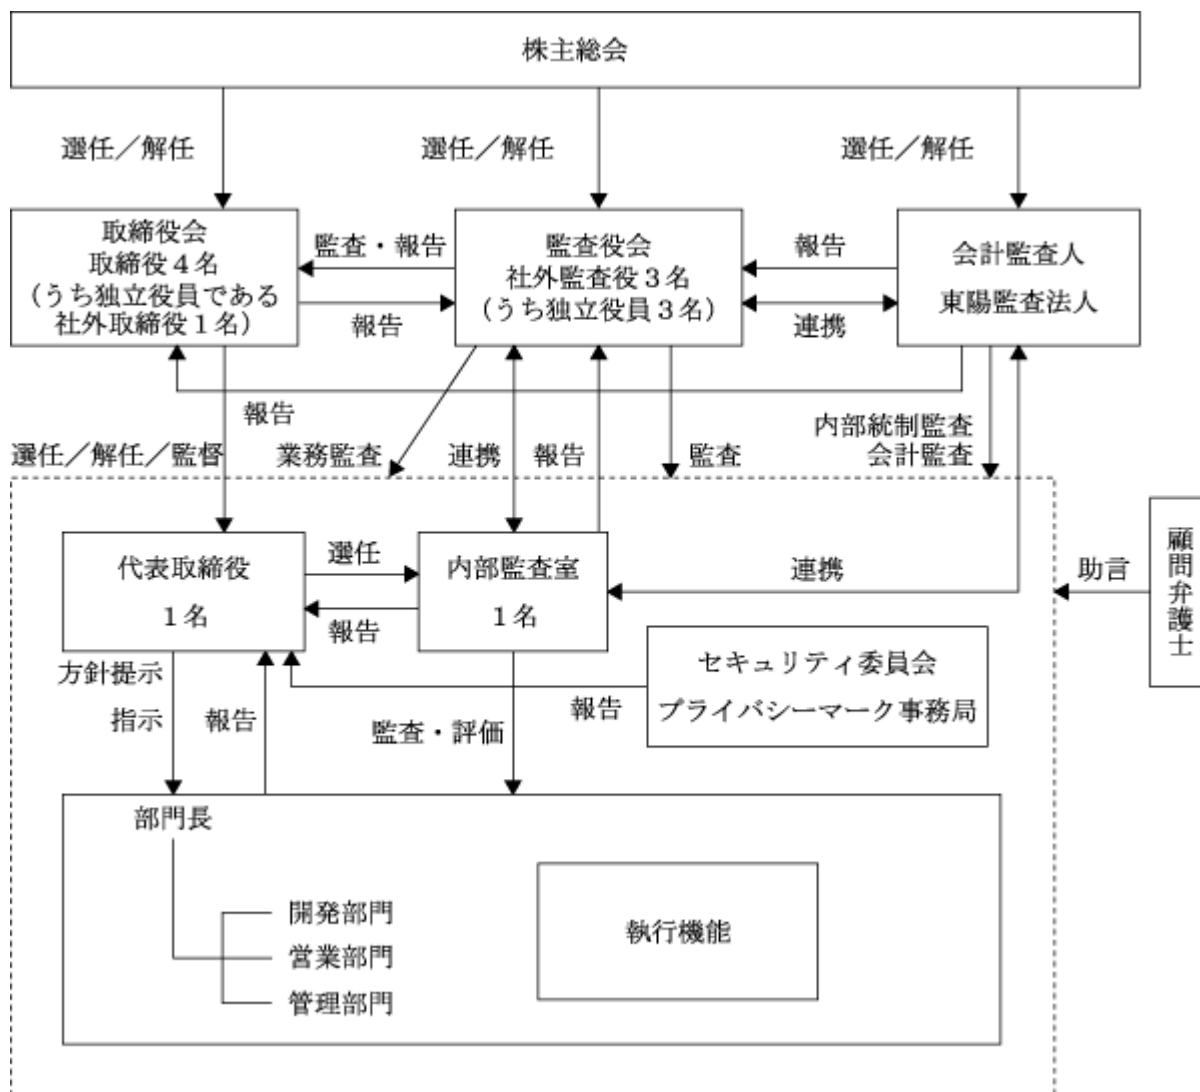 株主総会
選任／解任
選任／解任
選任／解任
取締役会
取締役４名
（うち独立役員である
社外取締役１名）
監査・報告
報告
監査役会
社外監査役３名
（うち独立役員３名）
報告
連携
会計監査人
東陽監査法人
報告
選任／解任／監督
業務監査
連携
報告
監査
内部統制監査
会計監査
代表取締役
１名
選任
報告
内部監査室
１名
連携
助言
顧問弁護士
セキュリティ委員会
プライバシーマーク事務局
報告
方針提示
指示
報告
監査・評価
部門長
開発部門
営業部門
管理部門
執行機能